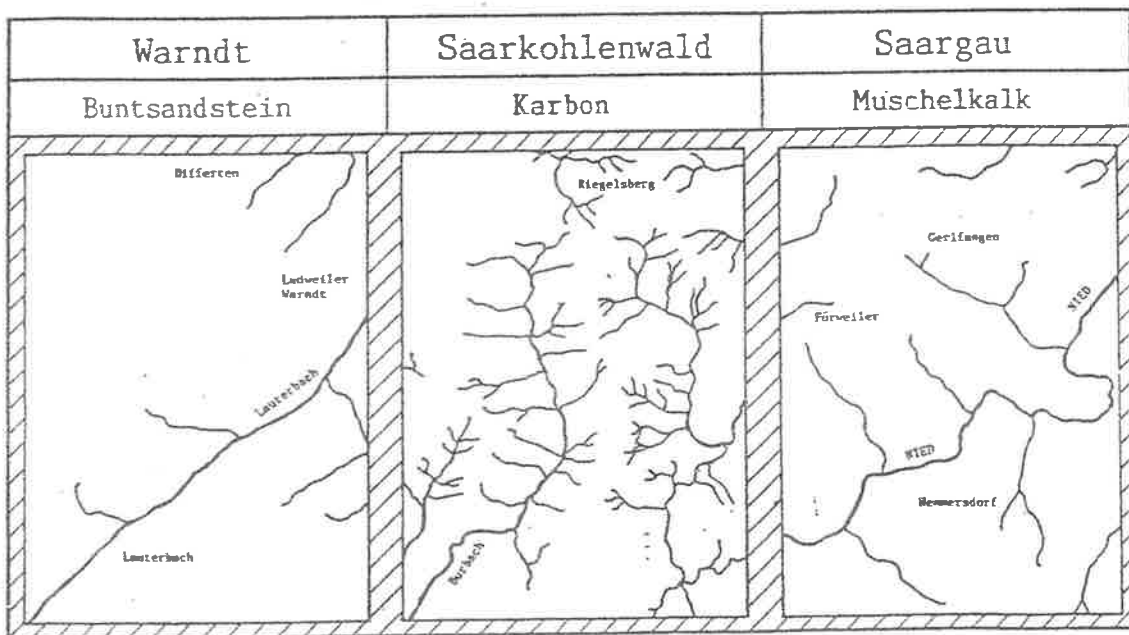 Warndt
Saarkohlenwald
Saargau
Buntsandstein
Karbon
Muschelkalk
Differten
Ludweiler
Warndt
Lauterbach
Lauterbach
Riegelsberg
Burbach
Gerlfangen
NIED
Fürweiler
NIED
Hemmersdorf